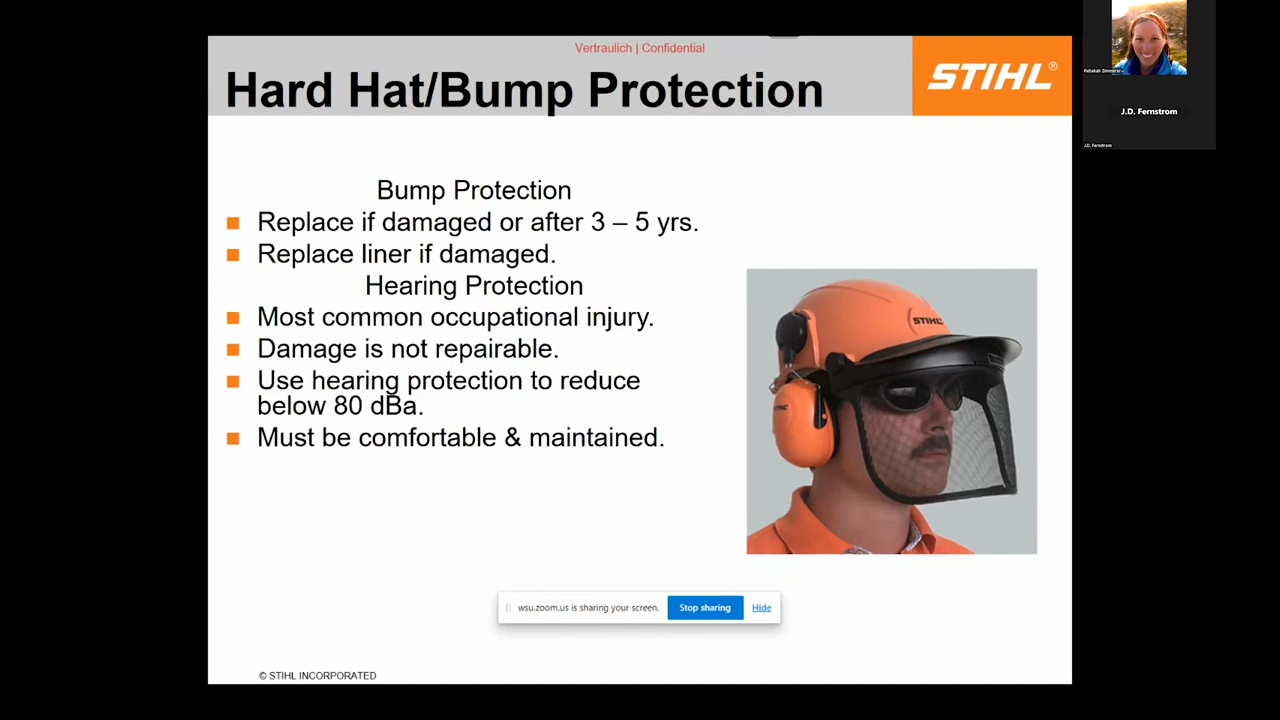 Vertraulich | Confidential
Hard Hat/Bump Protection
STIHL®
Bump Protection
Replace if damaged or after 3 – 5 yrs.
Replace liner if damaged.
Hearing Protection
Most common occupational injury.
Damage is not repairable.
Use hearing protection to reduce
below 80 dBa.
Must be comfortable & maintained.
STIHL
wsu.zoom.us is sharing your screen.
Stop sharing
Hide
© STIHL INCORPORATED
Rebekah Zimmerer
J.D. Fernstrom
J.D. Fernstrom